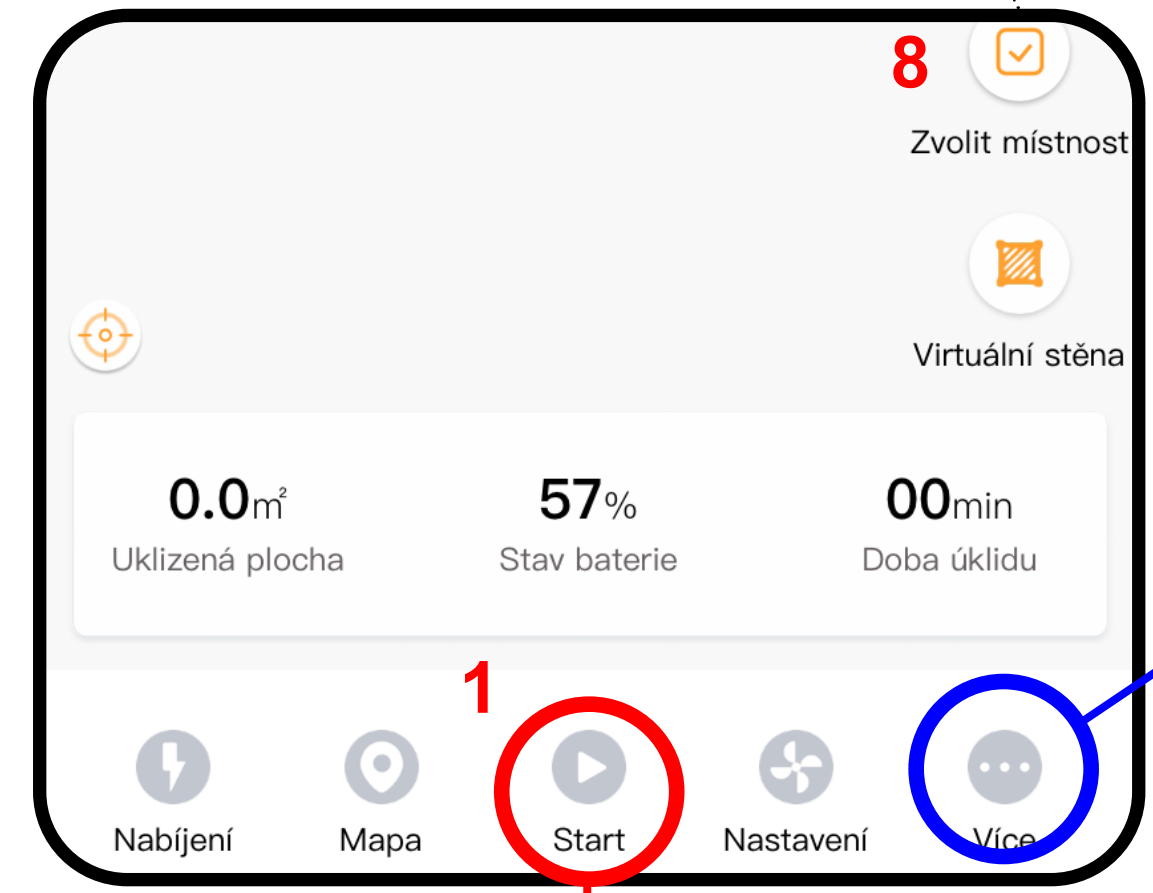 8
Zvolit místnost
Virtuální stěna
0.0㎡ 57% 00min
Uklizená plocha Stav baterie Doba úklidu
1
Nabíjení Mapa Start Nastavení Více